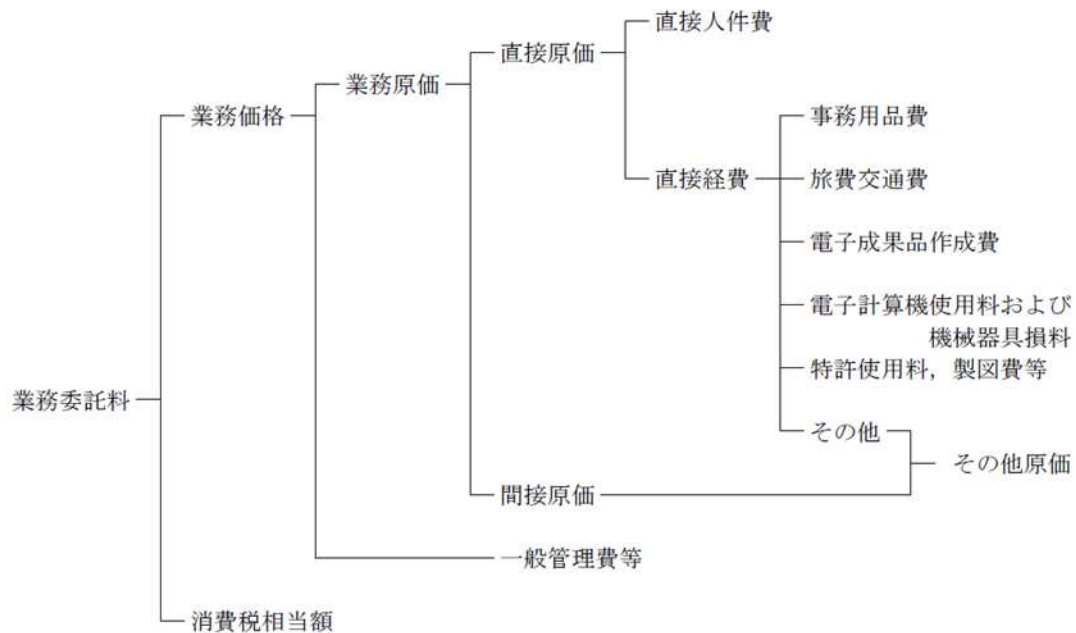 直接人件費
直接原価
業務原価
業務価格
事務用品費
直接経費
旅費交通費
電子成果品作成費
電子計算機使用料および
機械器具損料
特許使用料，製図費等
業務委託料
その他
その他原価
間接原価
一般管理費等
消費税相当額